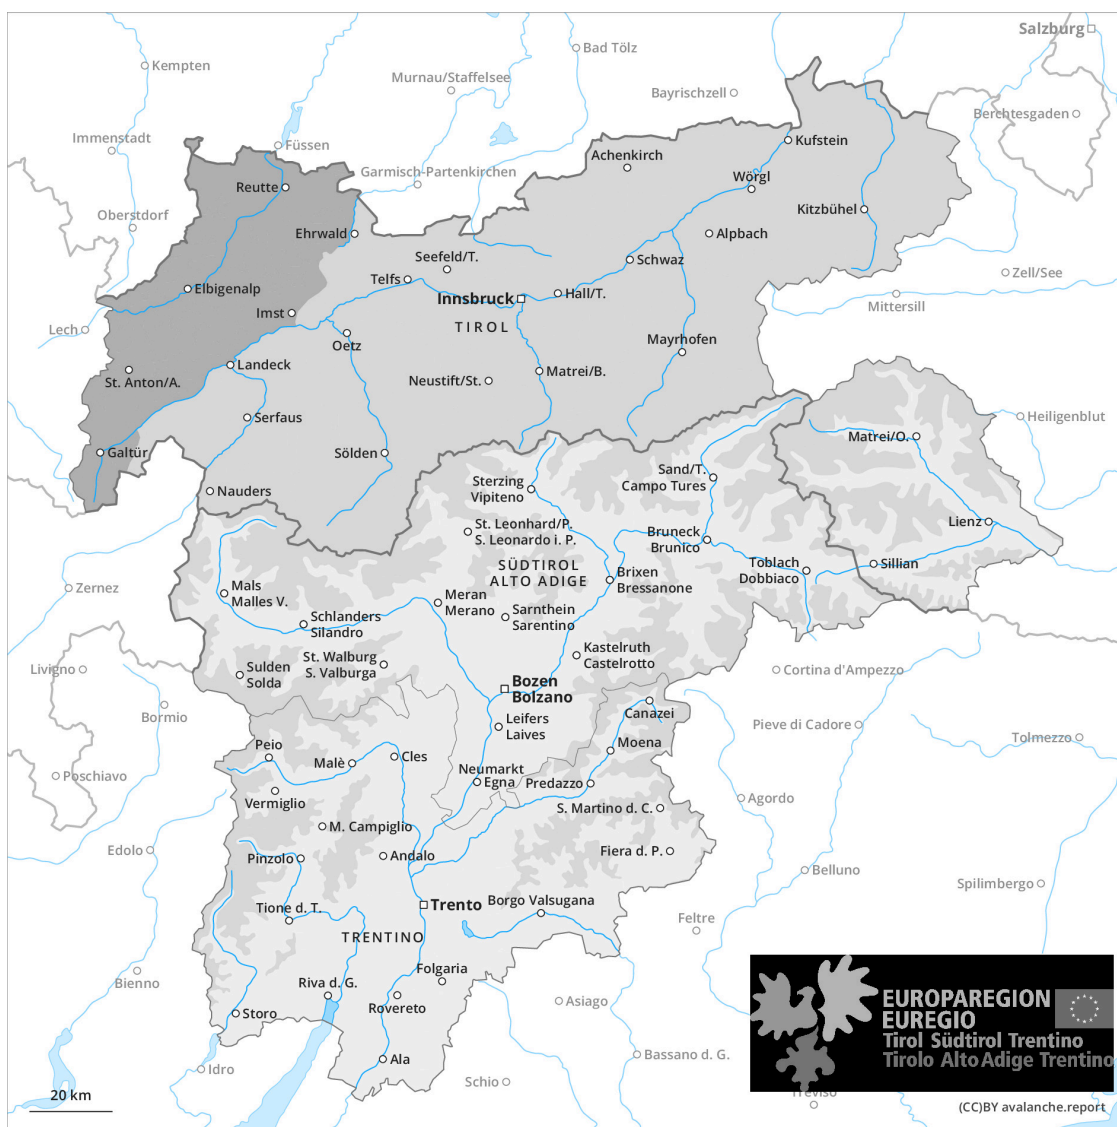 Salzburg
Bad Tölz
Kempten
Murnau/Staffelsee
Bayrischzell
Berchtesgaden
Immenstadt
Füssen
Kufstein
Achenkirch
Garmisch-Partenkirchen
Wörgl
Reutte
Oberstdorf
Kitzbühel
Ehrwald
Alpbach
Seefeld/T.
Schwaz
Zell/See
Telfs
Elbigenalp
Hall/T.
Innsbruck
Mittersill
Imst
TIROL
Lech
Oetz
Mayrhofen
Landeck
Matrei/B.
St. Anton/A.
Neustift/St.
Serfaus
Heiligenblut
Matrei/O.
Galtür
Sölden
Sand/T.
Campo Tures
Sterzing
Vipiteno
Nauders
St. Leonhard/P.
S. Leonardo i. P.
Lienz
Bruneck
Brunico
SÜDTIROL
ALTO ADIGE
Toblach
Dobbiaco
Sillian
Brixen
Bressanone
Zernez
Mals
Malles V.
Meran
Merano
Sarnthein
Sarentino
Schlanders
Silandro
Kastelruth
Castelrotto
St. Walburg
S. Valburga
Livigno
Sulden
Solda
Cortina d'Ampezzo
Bozen
Bolzano
Bormio
Canazei
Leifers
Laives
Pieve di Cadore
Tolmezzo
Peio
Moena
Cles
Malè
Poschiavo
Neumarkt
Egna
Predazzo
Vermiglio
S. Martino d. C.
Agordo
M. Campiglio
Edolo
Pinzolo
Andalo
Fiera d. P.
Belluno
Spilimbergo
Trento
Borgo Valsugana
Tione d. T.
Feltre
TRENTINO
Folgaria
Bienno
Riva d. G.
Rovereto
Asiago
Storo
EUROPAREGION
EUREGIO
Tirol Südtirol Trentino
Tirolo Alto Adige Trentino
Ala
Bassano d. G.
Idro
Schio
Treviso
20 km
(CC)BY avalanche.report